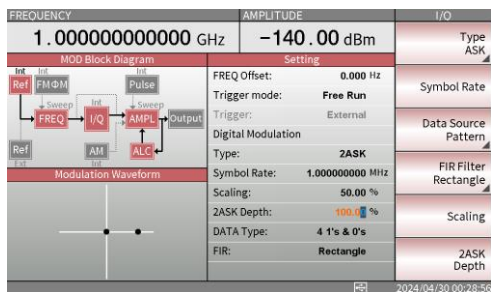 FREQUENCY
AMPLITUDE
I/O
1.000000000000 GHz
-140.00 dBm
MOD Block Diagram
Int
Int
Int
Ref
FMΦM
Pulse
Sweep
Int
Sweep
FREQ
I/Q
AMPL
Output
Ref
AM
ALC
Ext
Int
Modulation Waveform
Setting
FREQ Offset: 0.000 Hz
Trigger mode: Free Run
Trigger: External
Digital Modulation
Type: 2ASK
Symbol Rate: 1.000000000 MHz
Scaling: 50.00 %
2ASK Depth: 100.00 %
DATA Type: 4 1's & 0's
FIR: Rectangle
Type
ASK
Symbol Rate
Data Source
Pattern
FIR Filter
Rectangle
Scaling
2ASK
Depth
2024/04/30 00:28:56